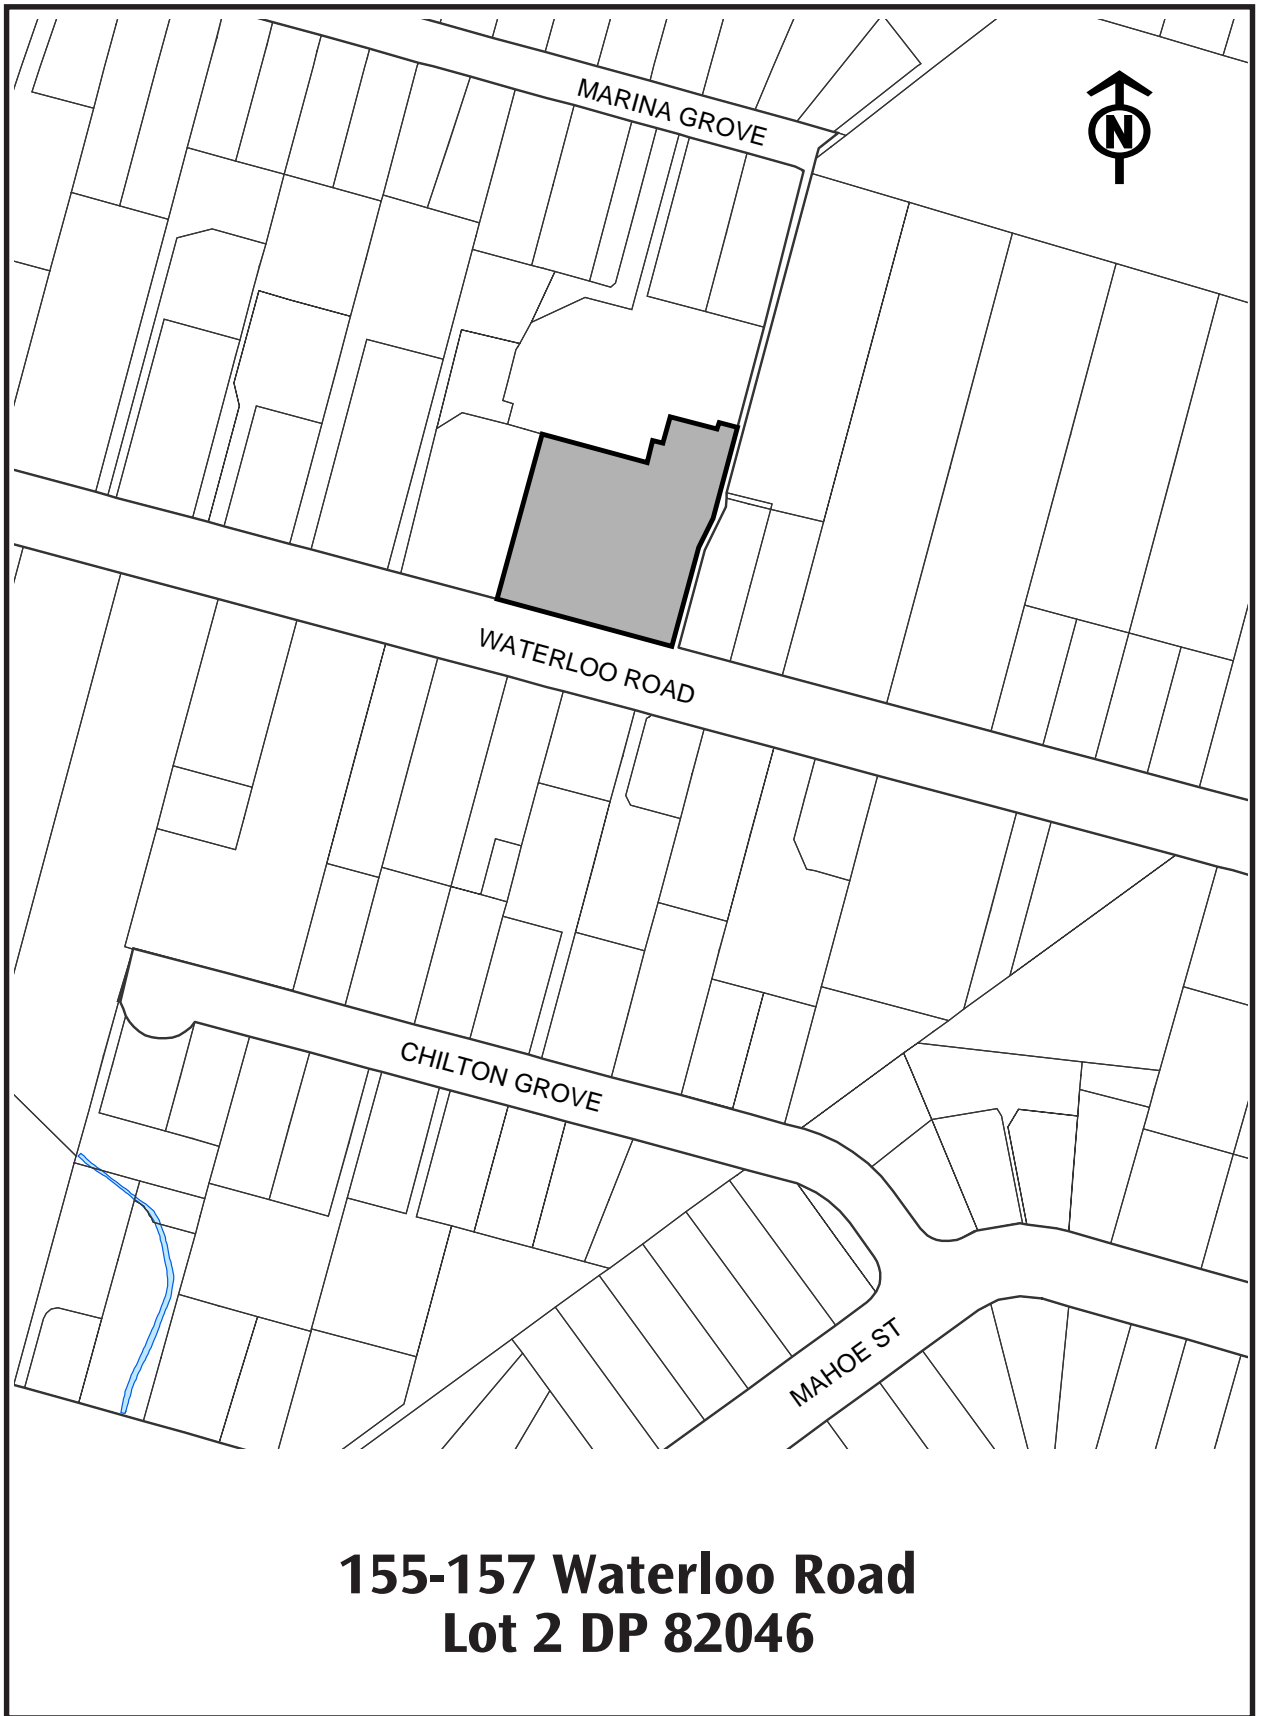 MARINA GROVE
N
WATERLOO ROAD
CHILTON GROVE
MAHOE ST
155-157 Waterloo Road
Lot 2 DP 82046